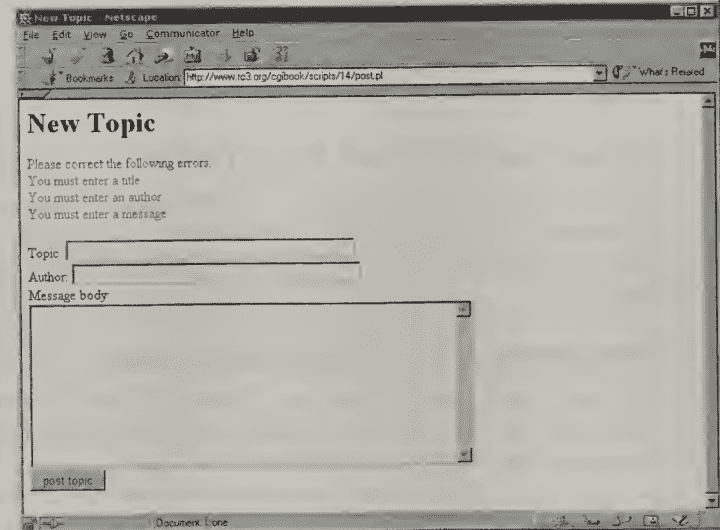 New Topic - Netscape
File Edit View Go Communicator Help
My
Bookmarks Location: http://www.rc3.org/cgibook/scripts/14/post.pl What's Related
New Topic
Please correct the following errors.
You must enter a title
You must enter an author
You must enter a message
Topic
Author:
Message body
post topic
Document: Done